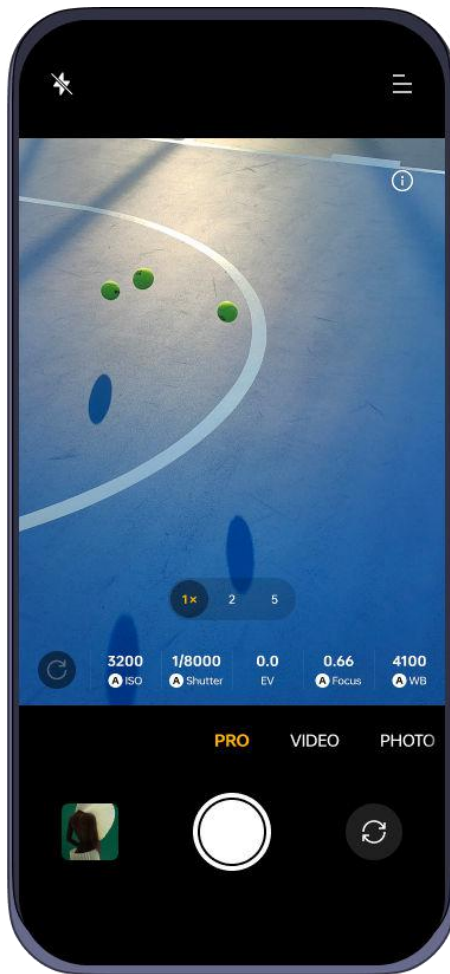 1× 2 5
3200 1/8000 0.0 0.66 4100
A ISO A Shutter EV A Focus A WB
PRO VIDEO PHOTO